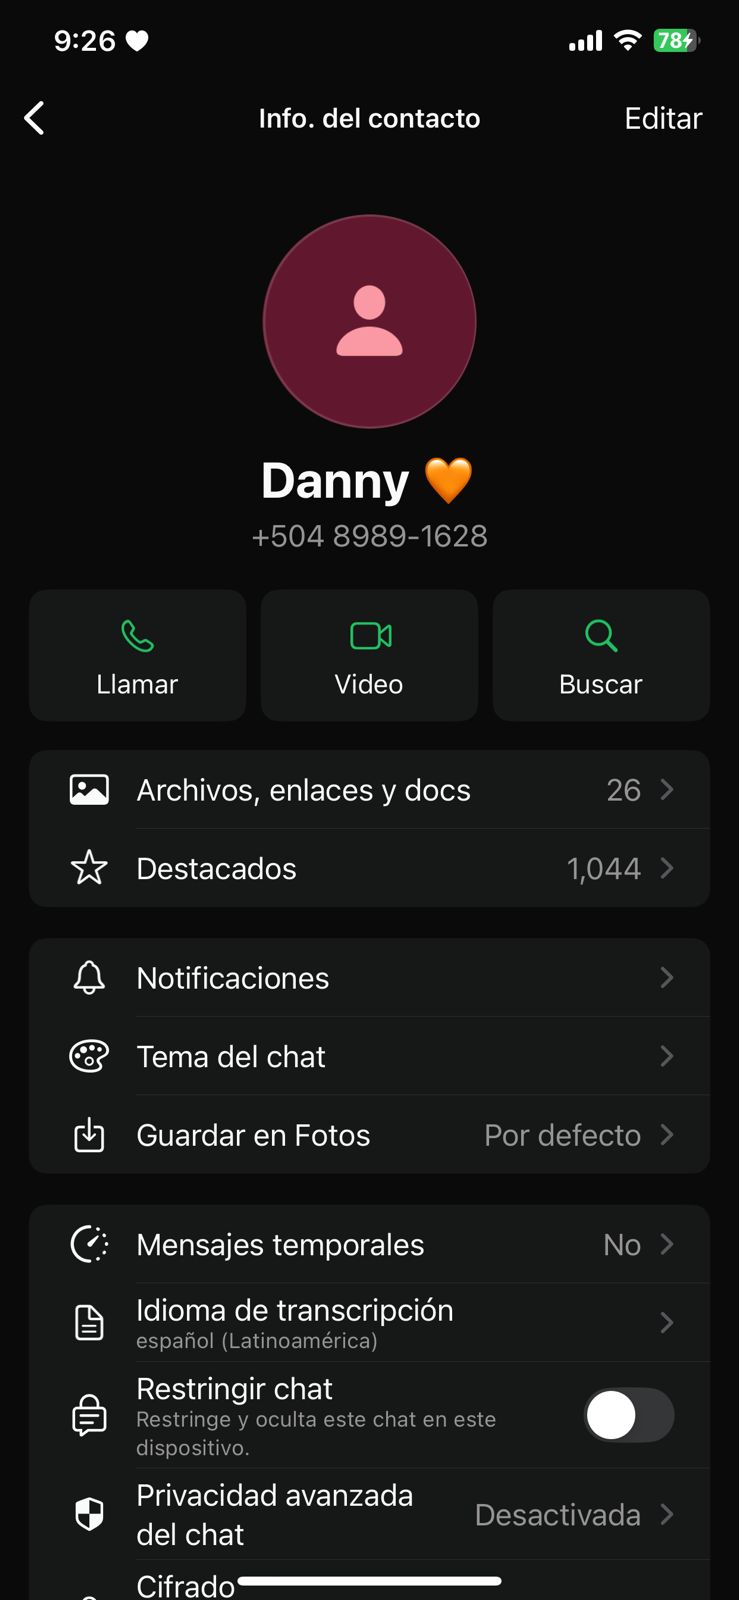 9:26
78
Info. del contacto
Editar
Danny 🧡
+504 8989-1628
Llamar
Video
Buscar
Archivos, enlaces y docs
26
Destacados
1,044
Notificaciones
Tema del chat
Guardar en Fotos
Por defecto
Mensajes temporales
No
Idioma de transcripción
español (Latinoamérica)
Restringir chat
Restringe y oculta este chat en este
dispositivo.
Privacidad avanzada
del chat
Desactivada
Cifrado